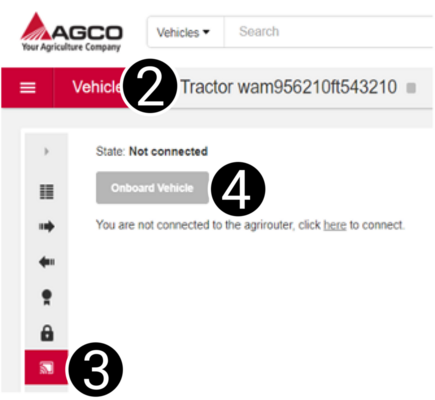 AGCO
Your Agriculture Company
Vehicles
Search
Vehicle 2 Tractor wam956210ft543210
State: Not connected
Onboard Vehicle 4
You are not connected to the agrirouter, click here to connect.
3